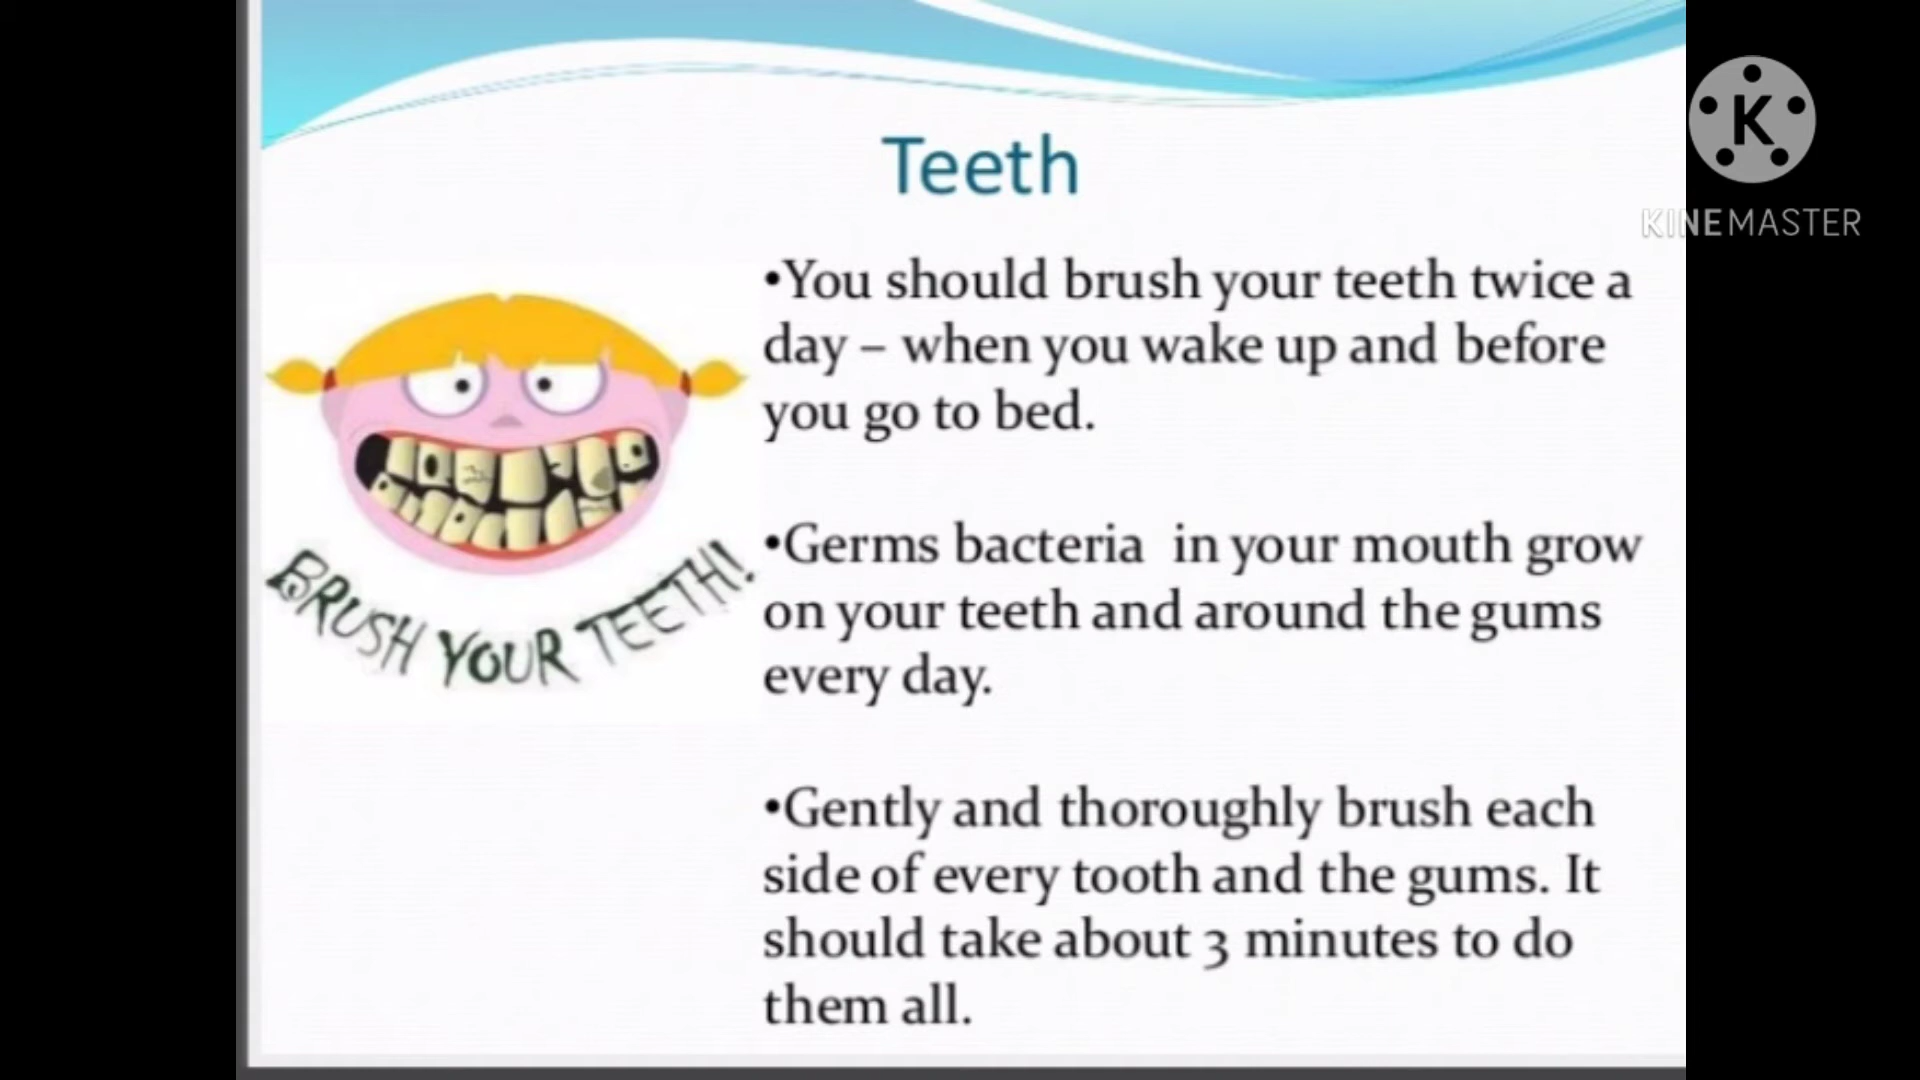 Teeth
K
KINEMASTER
•You should brush your teeth twice a
day – when you wake up and before
you go to bed.
•Germs bacteria in your mouth grow
on your teeth and around the gums
every day.
•Gently and thoroughly brush each
side of every tooth and the gums. It
should take about 3 minutes to do
them all.
BRUSH YOUR TEETH!